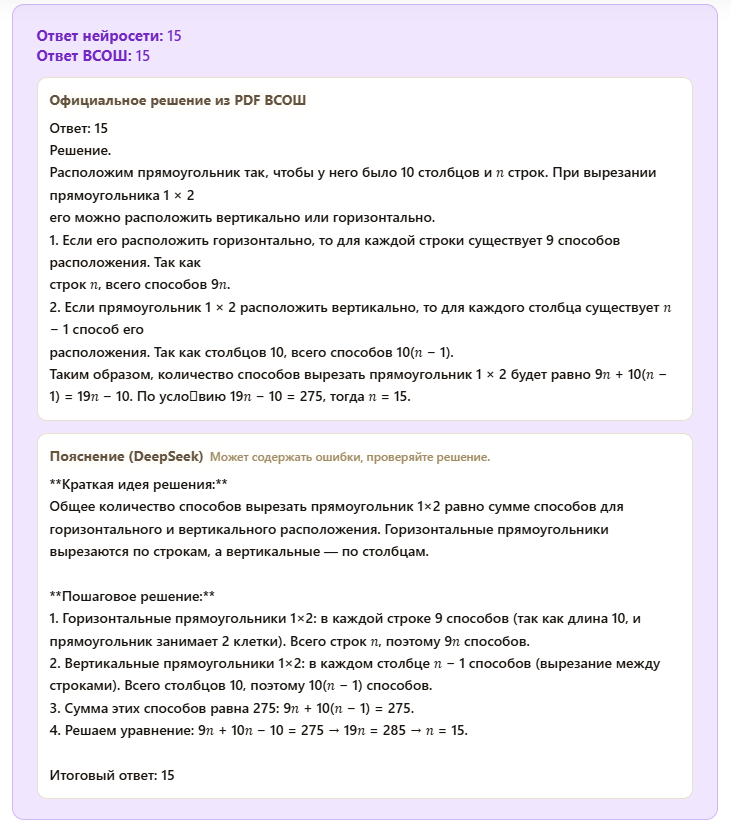 Ответ нейросети: 15
Ответ ВСОШ: 15
Официальное решение из PDF ВСОШ
Ответ: 15
Решение.
Расположим прямоугольник так, чтобы у него было 10 столбцов и n строк. При вырезании
прямоугольника 1 × 2
его можно расположить вертикально или горизонтально.
1. Если его расположить горизонтально, то для каждой строки существует 9 способов
расположения. Так как
строк n, всего способов 9n.
2. Если прямоугольник 1 × 2 расположить вертикально, то для каждого столбца существует n
− 1 способ его
расположения. Так как столбцов 10, всего способов 10(n − 1).
Таким образом, количество способов вырезать прямоугольник 1 × 2 будет равно 9n + 10(n −
1) = 19n − 10. По усло▯вию 19n − 10 = 275, тогда n = 15.
Пояснение (DeepSeek) Может содержать ошибки, проверяйте решение.
**Краткая идея решения:**
Общее количество способов вырезать прямоугольник 1×2 равно сумме способов для
горизонтального и вертикального расположения. Горизонтальные прямоугольники
вырезаются по строкам, а вертикальные — по столбцам.
**Пошаговое решение:**
1. Горизонтальные прямоугольники 1×2: в каждой строке 9 способов (так как длина 10, и
прямоугольник занимает 2 клетки). Всего строк n, поэтому 9n способов.
2. Вертикальные прямоугольники 1×2: в каждом столбце n − 1 способов (вырезание между
строками). Всего столбцов 10, поэтому 10(n − 1) способов.
3. Сумма этих способов равна 275: 9n + 10(n − 1) = 275.
4. Решаем уравнение: 9n + 10n − 10 = 275 → 19n = 285 → n = 15.
Итоговый ответ: 15